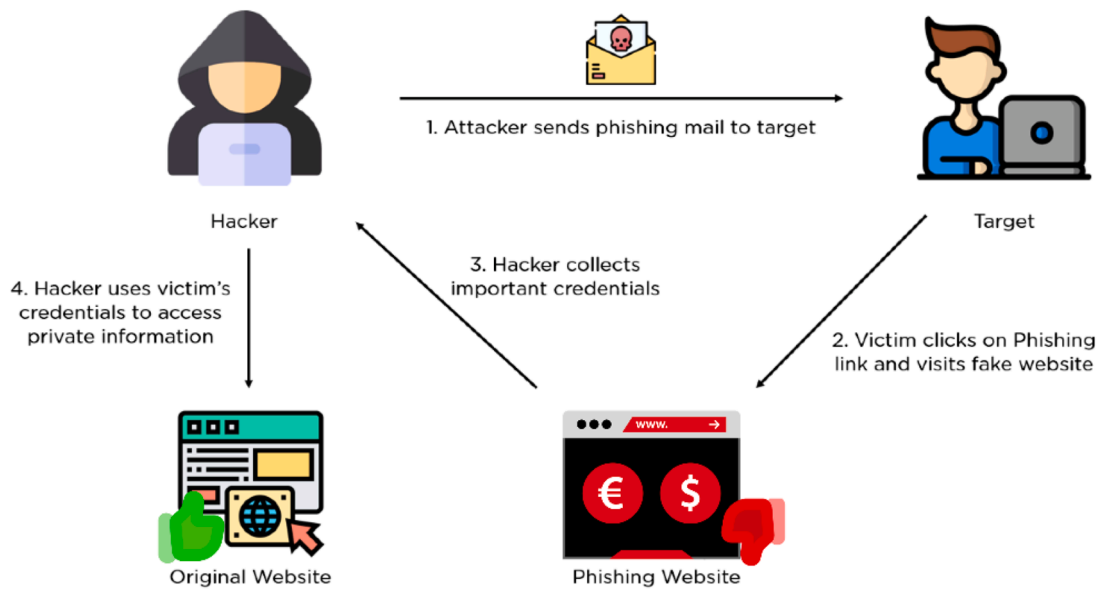 1. Attacker sends phishing mail to target
Hacker
Target
3. Hacker collects
important credentials
4. Hacker uses victim's
credentials to access
private information
2. Victim clicks on Phishing
link and visits fake website
www.
€ $
Original Website
Phishing Website